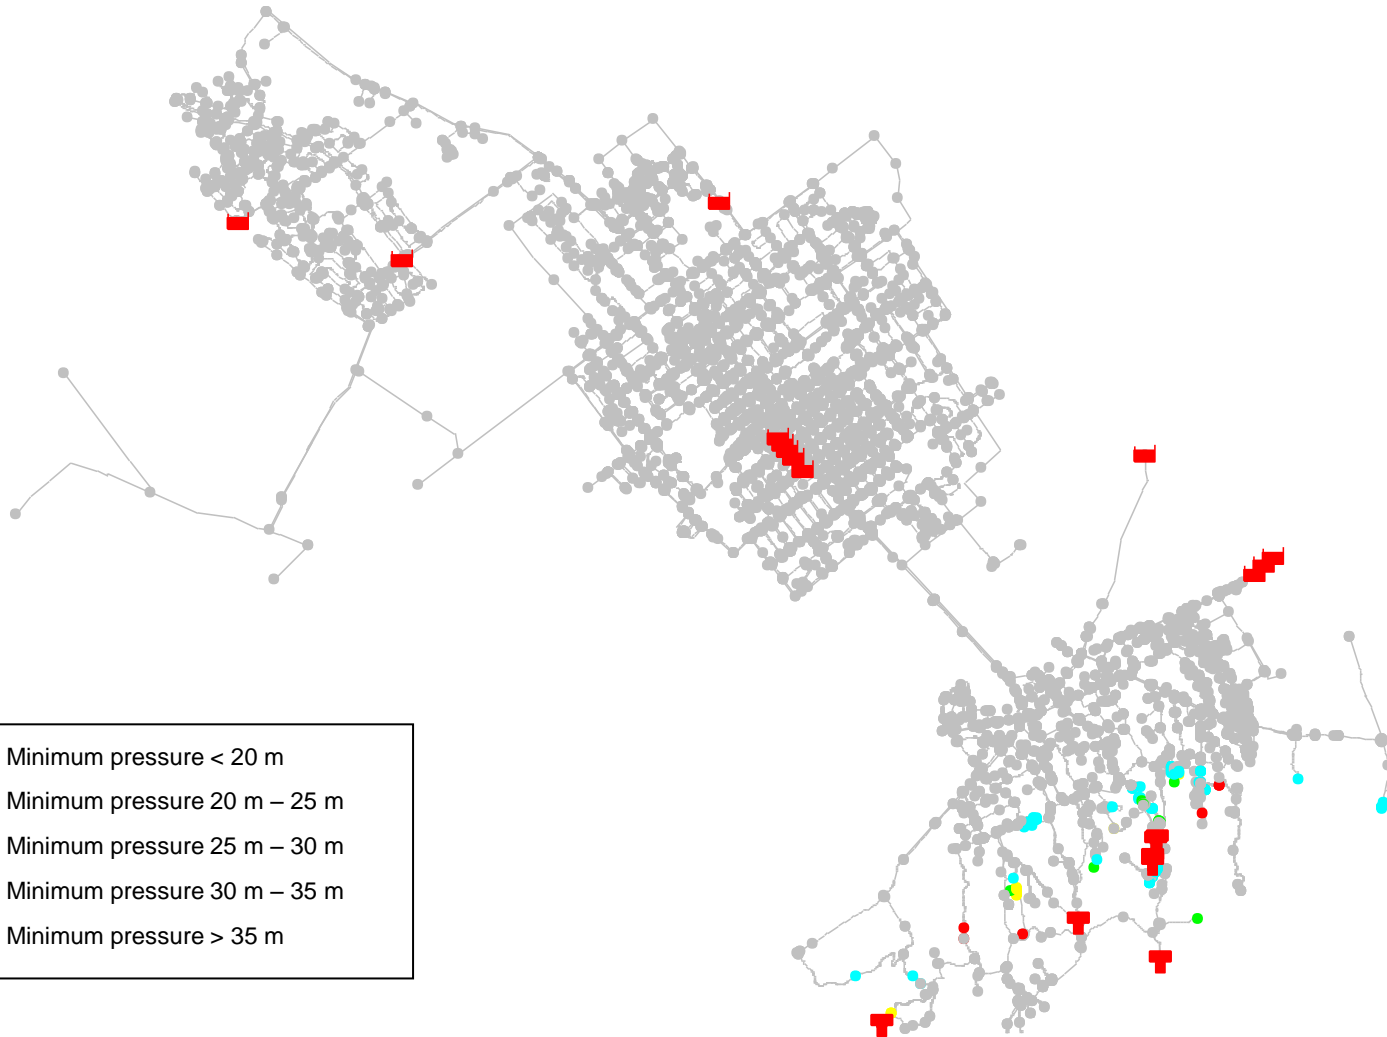 Minimum pressure < 20 m
Minimum pressure 20 m – 25 m
Minimum pressure 25 m – 30 m
Minimum pressure 30 m – 35 m
Minimum pressure > 35 m